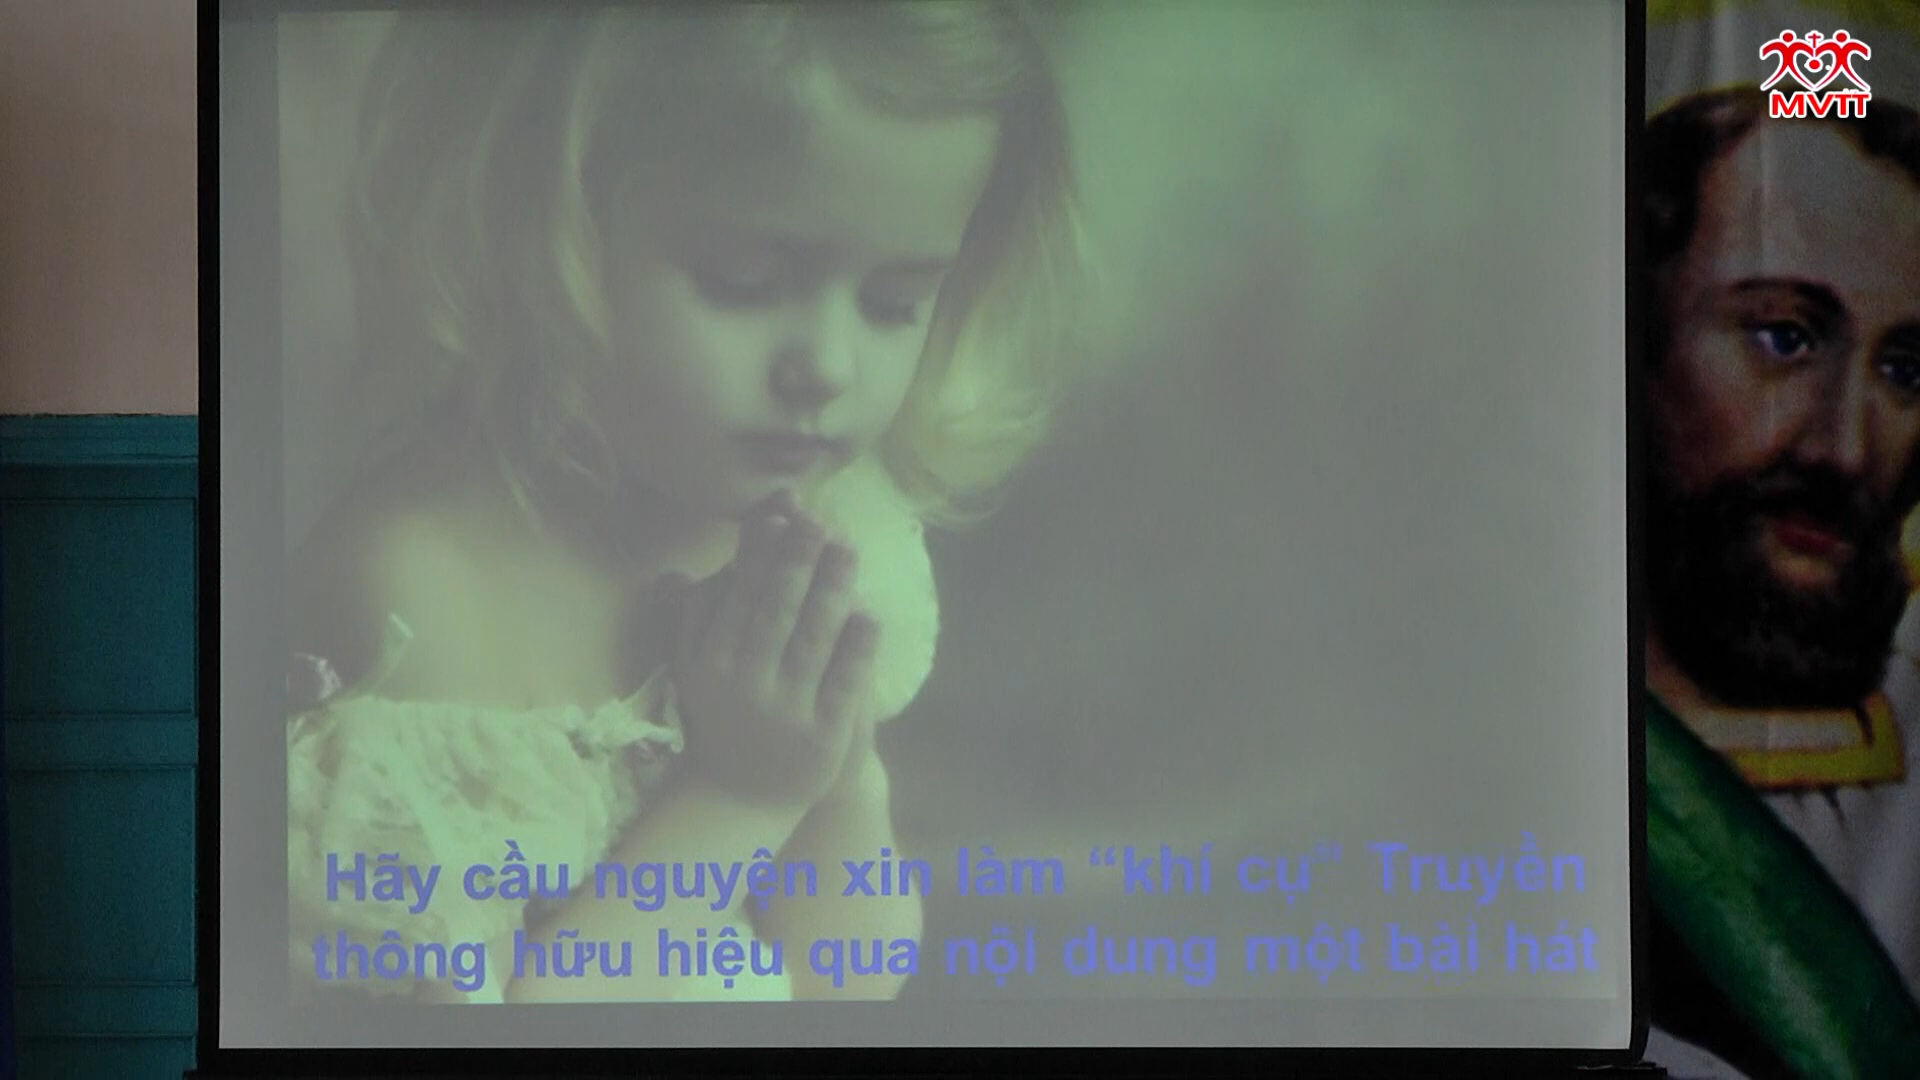 MVTT
Hãy cầu nguyện xin làm “khí cụ” Truyền
thông hữu hiệu qua nội dung một bài hát